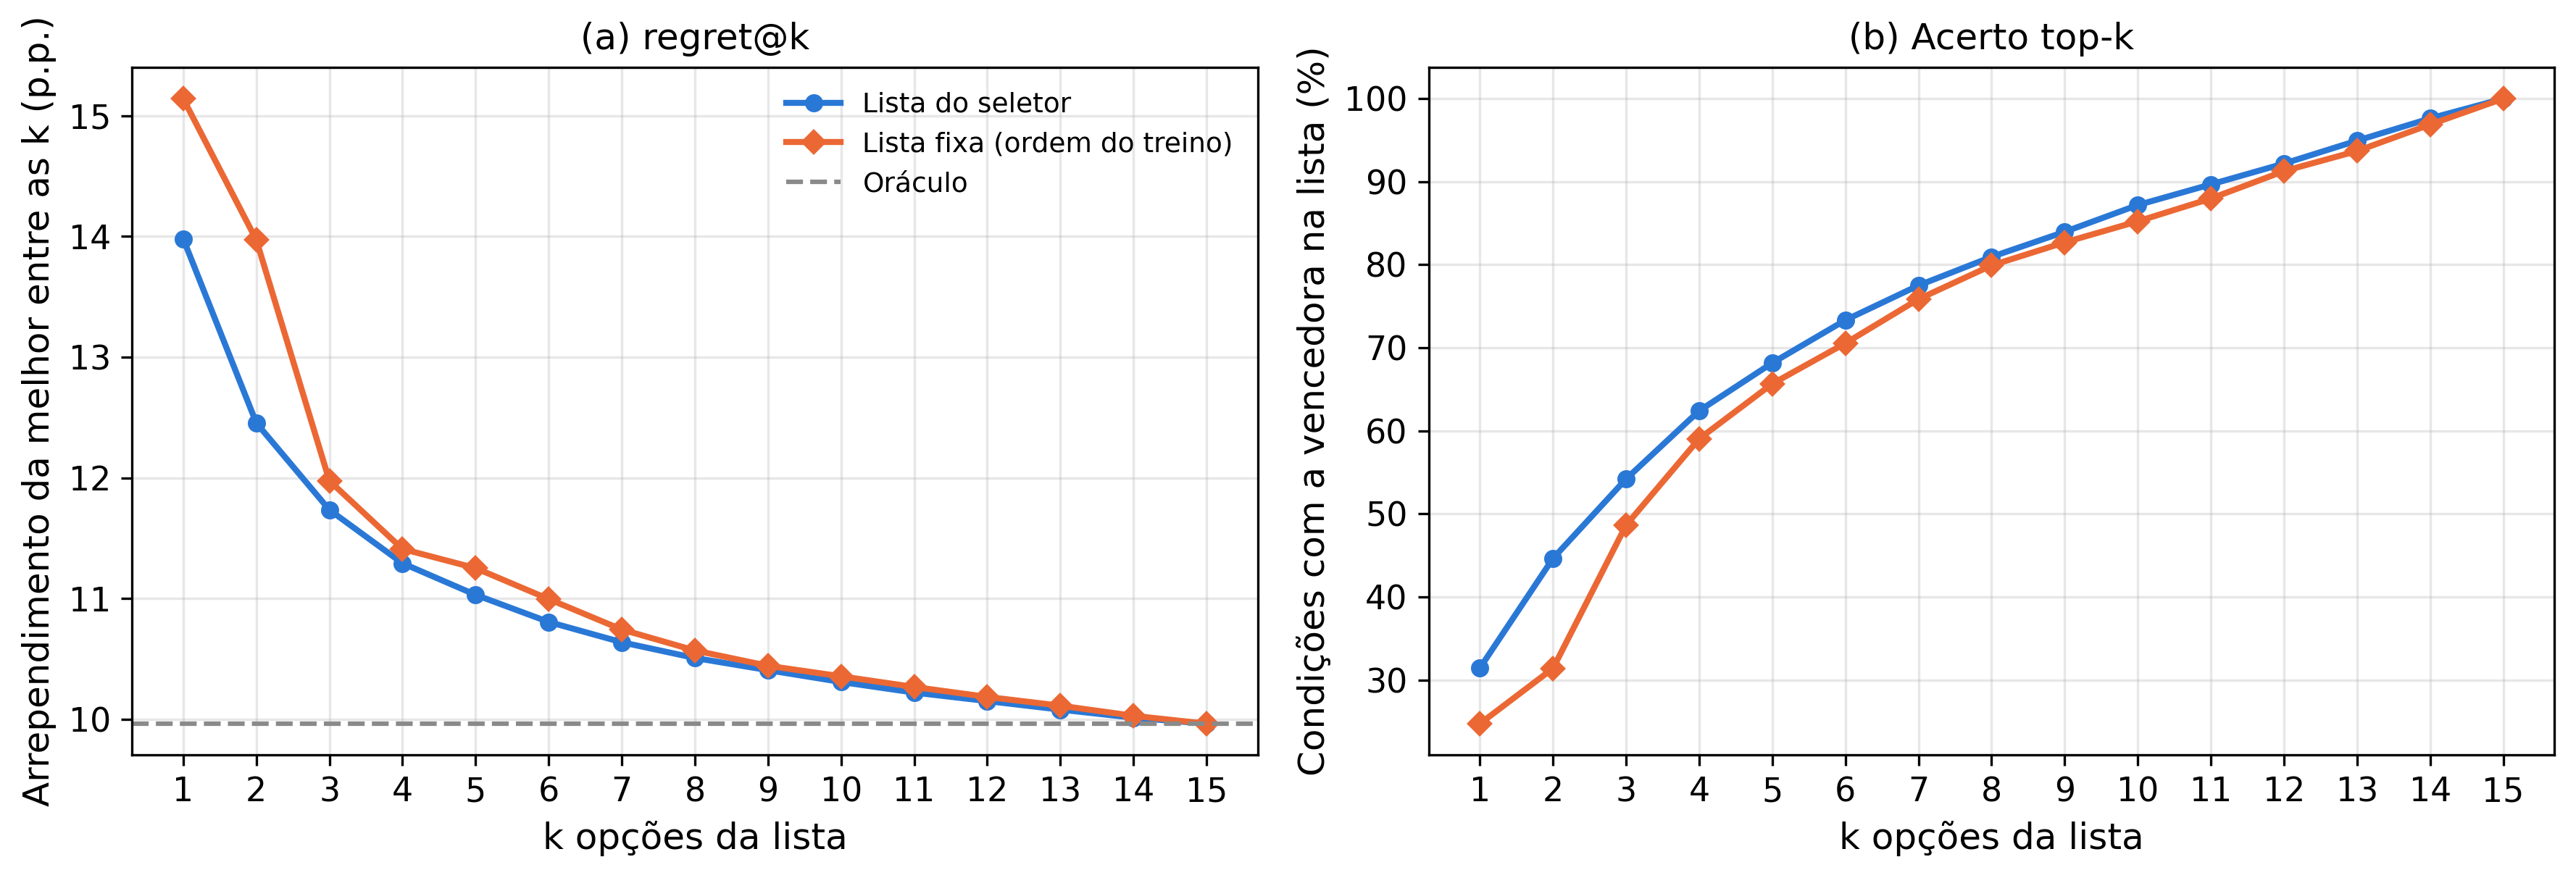 (a) regret@k
Arrependimento da melhor entre as k (p.p.)
15
14
13
12
11
10
Lista do seletor
Lista fixa (ordem do treino)
Oráculo
1 2 3 4 5 6 7 8 9 10 11 12 13 14 15
k opções da lista
(b) Acerto top-k
Condições com a vencedora na lista (%)
100
90
80
70
60
50
40
30
1 2 3 4 5 6 7 8 9 10 11 12 13 14 15
k opções da lista